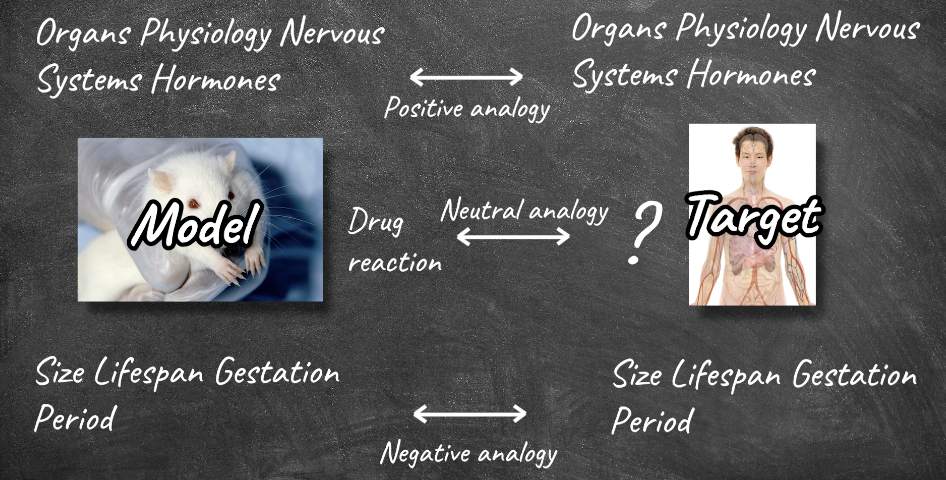 Organs Physiology Nervous
Systems Hormones
Organs Physiology Nervous
Systems Hormones
Positive analogy
Model
Drug
reaction
Neutral analogy
?
Target
Size Lifespan Gestation
Period
Size Lifespan Gestation
Period
Negative analogy